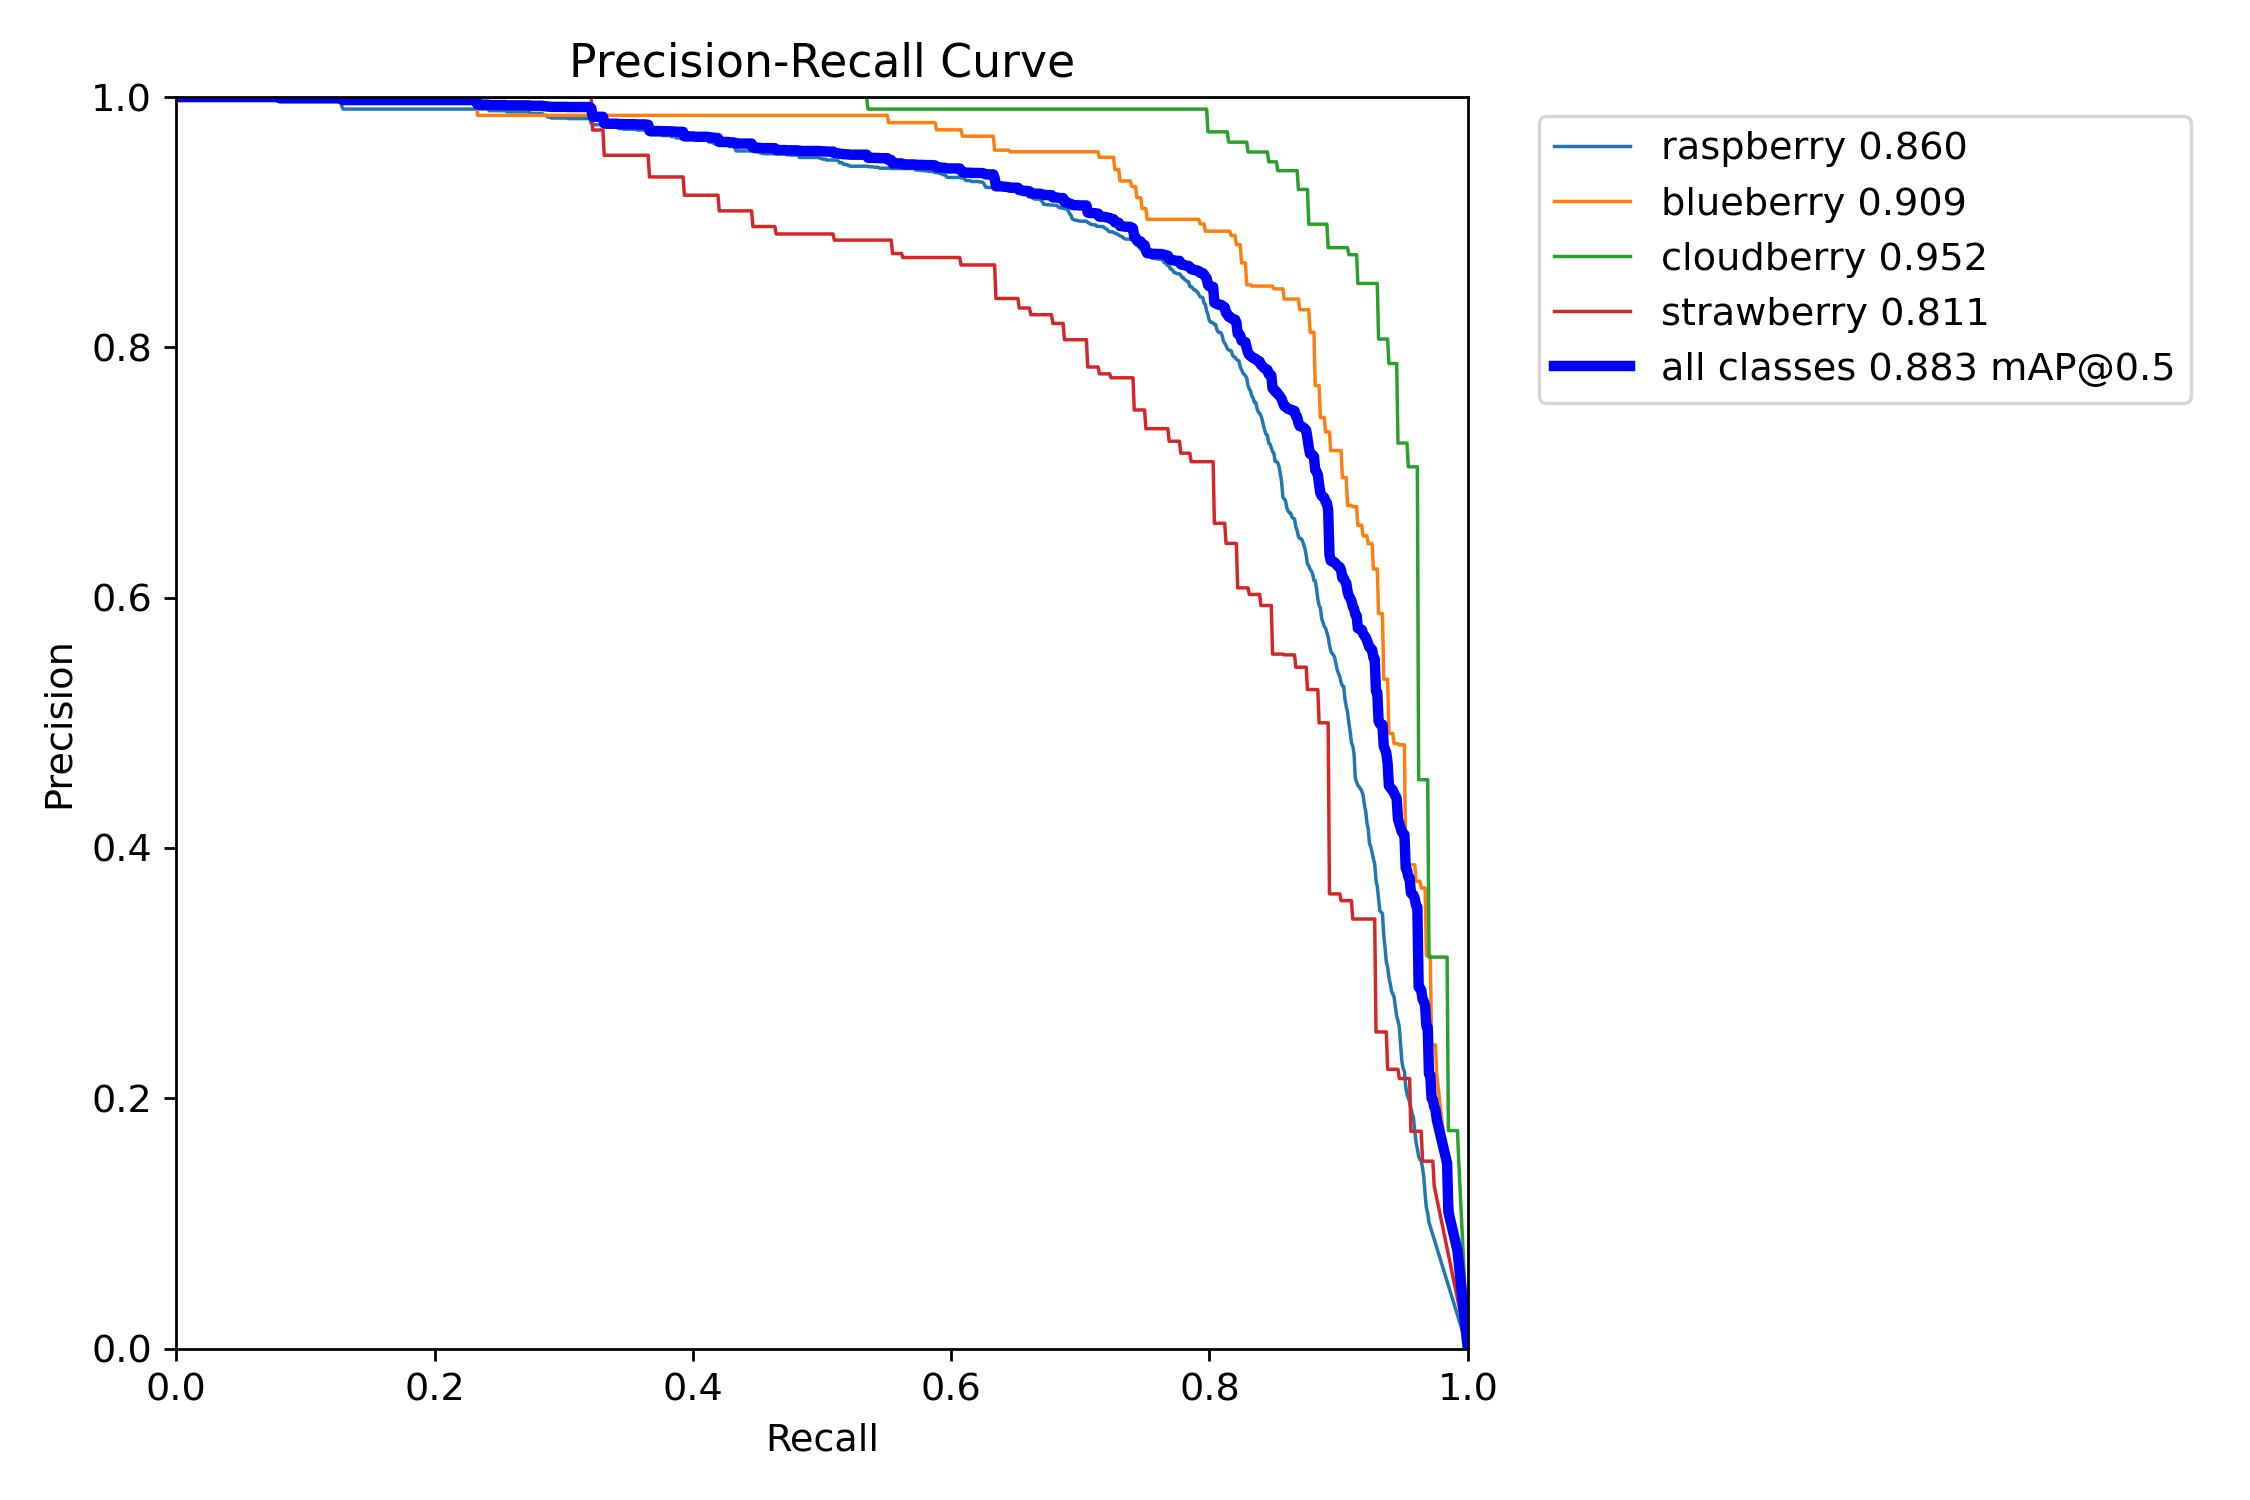 Precision-Recall Curve
1.0
0.8
0.6
0.4
0.2
0.0
Precision
0.0 0.2 0.4 0.6 0.8 1.0
Recall
raspberry 0.860
blueberry 0.909
cloudberry 0.952
strawberry 0.811
all classes 0.883 mAP@0.5